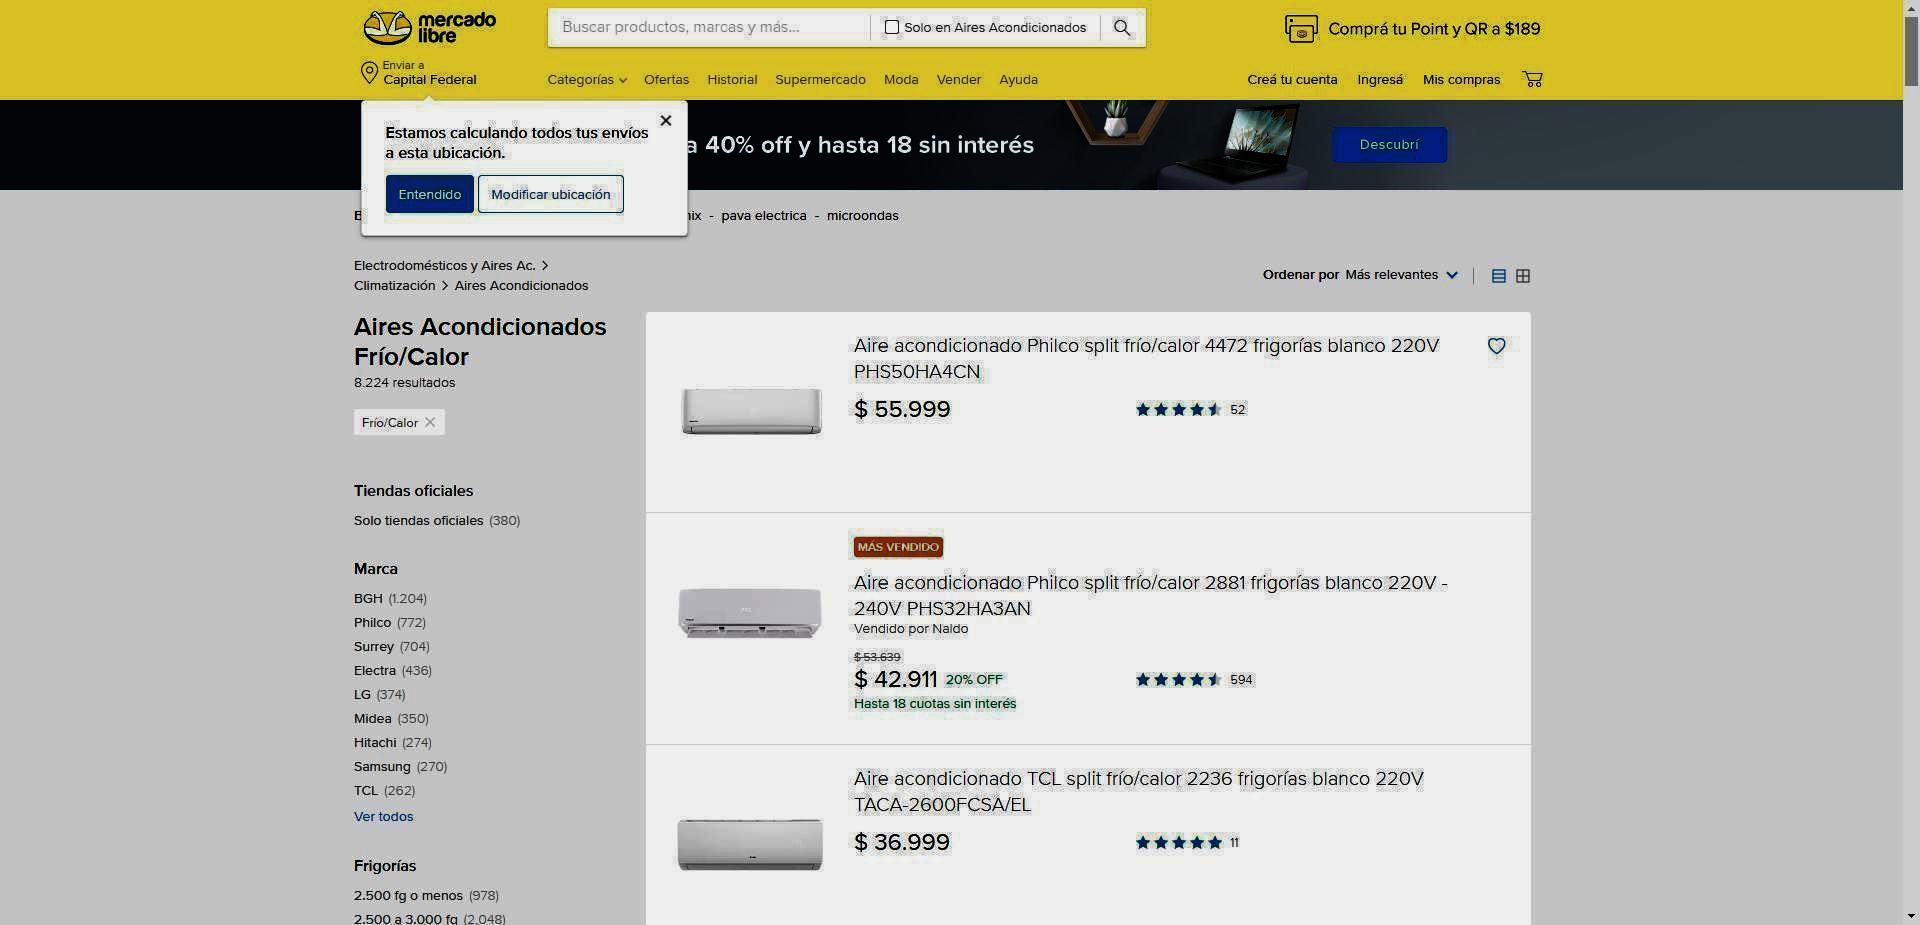 mercado
libre
Buscar productos, marcas y más...
Solo en Aires Acondicionados
Comprá tu Point y QR a $189
Enviar a
Capital Federal
Categorías
Ofertas
Historial
Supermercado
Moda
Vender
Ayuda
Creá tu cuenta
Ingresá
Mis compras
Estamos calculando todos tus envíos
a esta ubicación.
Entendido
Modificar ubicación
a 40% off y hasta 18 sin interés
Descubrí
- pava electrica - microondas
Electrodomésticos y Aires Ac. >
Climatización > Aires Acondicionados
Ordenar por Más relevantes
Aires Acondicionados
Frío/Calor
8.224 resultados
Frío/Calor
Tiendas oficiales
Solo tiendas oficiales (380)
Marca
BGH (1.204)
Philco (772)
Surrey (704)
Electra (436)
LG (374)
Midea (350)
Hitachi (274)
Samsung (270)
TCL (262)
Ver todos
Frigorías
2.500 fg o menos (978)
2.500 a 3.000 fg (2.048)
Aire acondicionado Philco split frío/calor 4472 frigorías blanco 220V
PHS50HA4CN
$ 55.999
52
MÁS VENDIDO
Aire acondicionado Philco split frío/calor 2881 frigorías blanco 220V -
240V PHS32HA3AN
Vendido por Naldo
$ 53.639
$ 42.911 20% OFF
594
Hasta 18 cuotas sin interés
Aire acondicionado TCL split frío/calor 2236 frigorías blanco 220V
TACA-2600FCSA/EL
$ 36.999
11